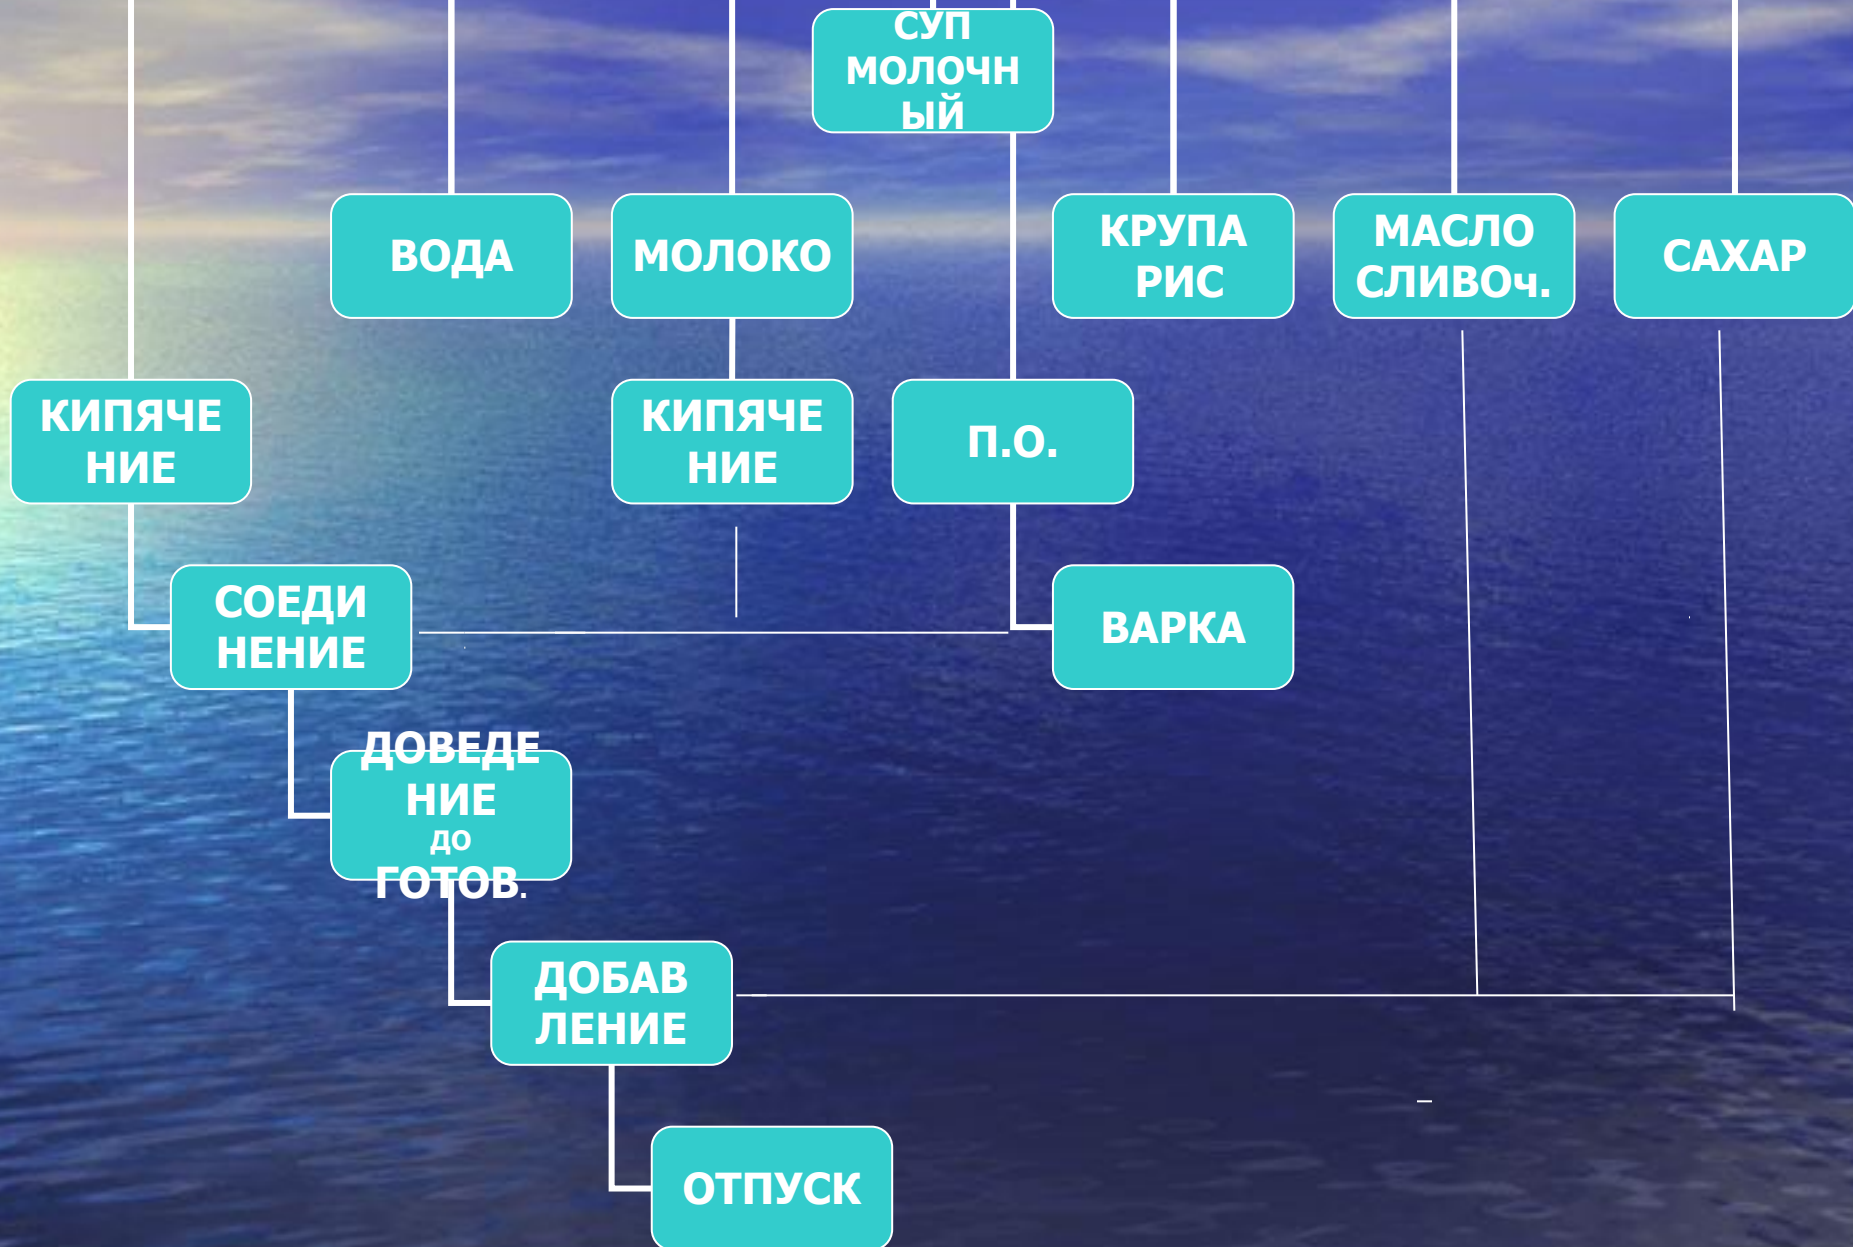 СУП
МОЛОЧН
ЫЙ
ВОДА
МОЛОКО
КРУПА
РИС
МАСЛО
СЛИВОч.
САХАР
КИПЯЧЕ
НИЕ
КИПЯЧЕ
НИЕ
П.О.
СОЕДИ
НЕНИЕ
ВАРКА
ДОВЕДЕ
НИЕ
ДО
ГОТОВ.
ДОБАВ
ЛЕНИЕ
ОТПУСК